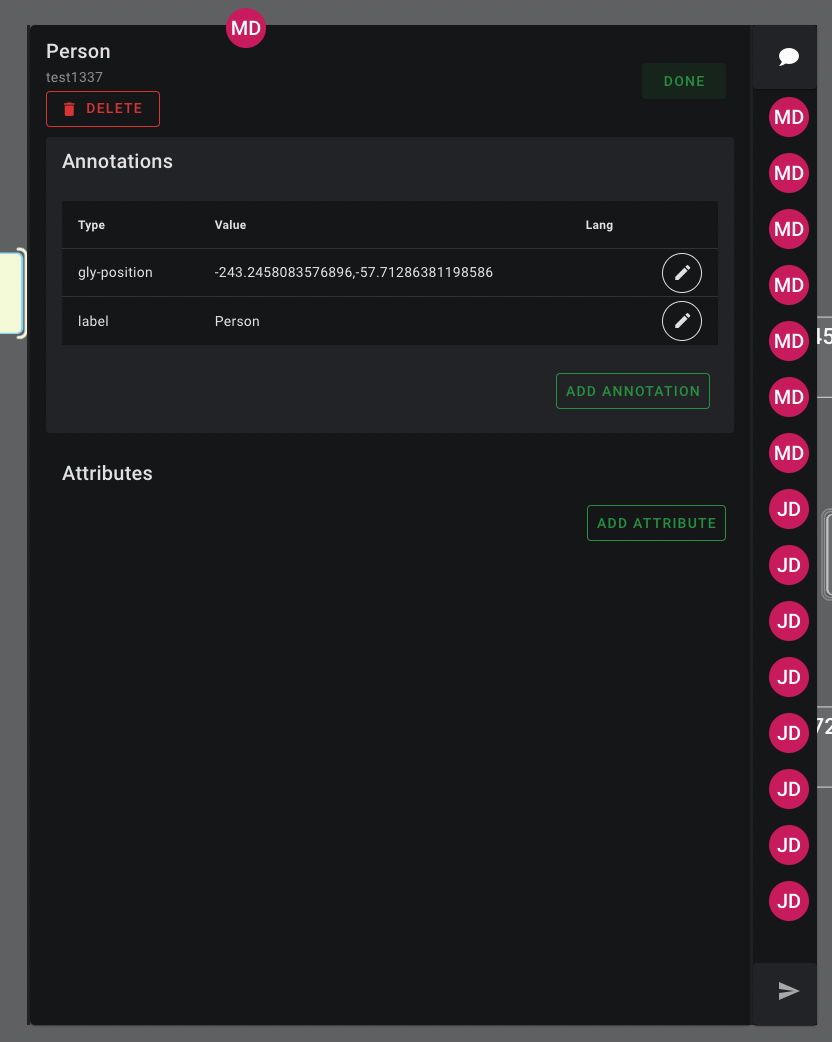 MD
Person
test1337
DONE
DELETE
Annotations
Type Value Lang
gly-position -243.2458083576896,-57.71286381198586
label Person
ADD ANNOTATION
Attributes
ADD ATTRIBUTE
MD
MD
MD
MD
MD
MD
MD
JD
JD
JD
JD
JD
JD
JD
JD
45
72